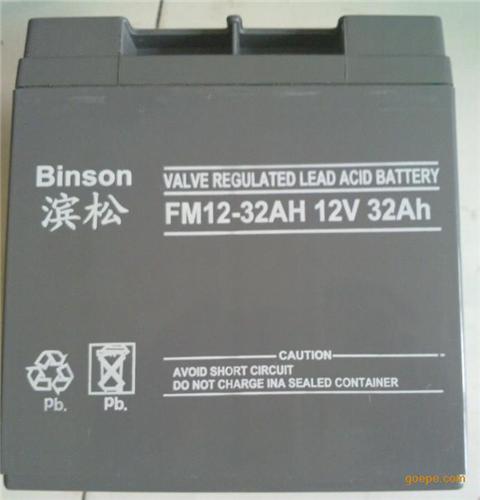 Binson
滨松
VALVE REGULATED LEAD ACID BATTERY
FM12-32AH 12V 32Ah
CAUTION
AVOID SHORT CIRCUIT
DO NOT CHARGE INA SEALED CONTAINER
Pb.
Pb.
goepe.com